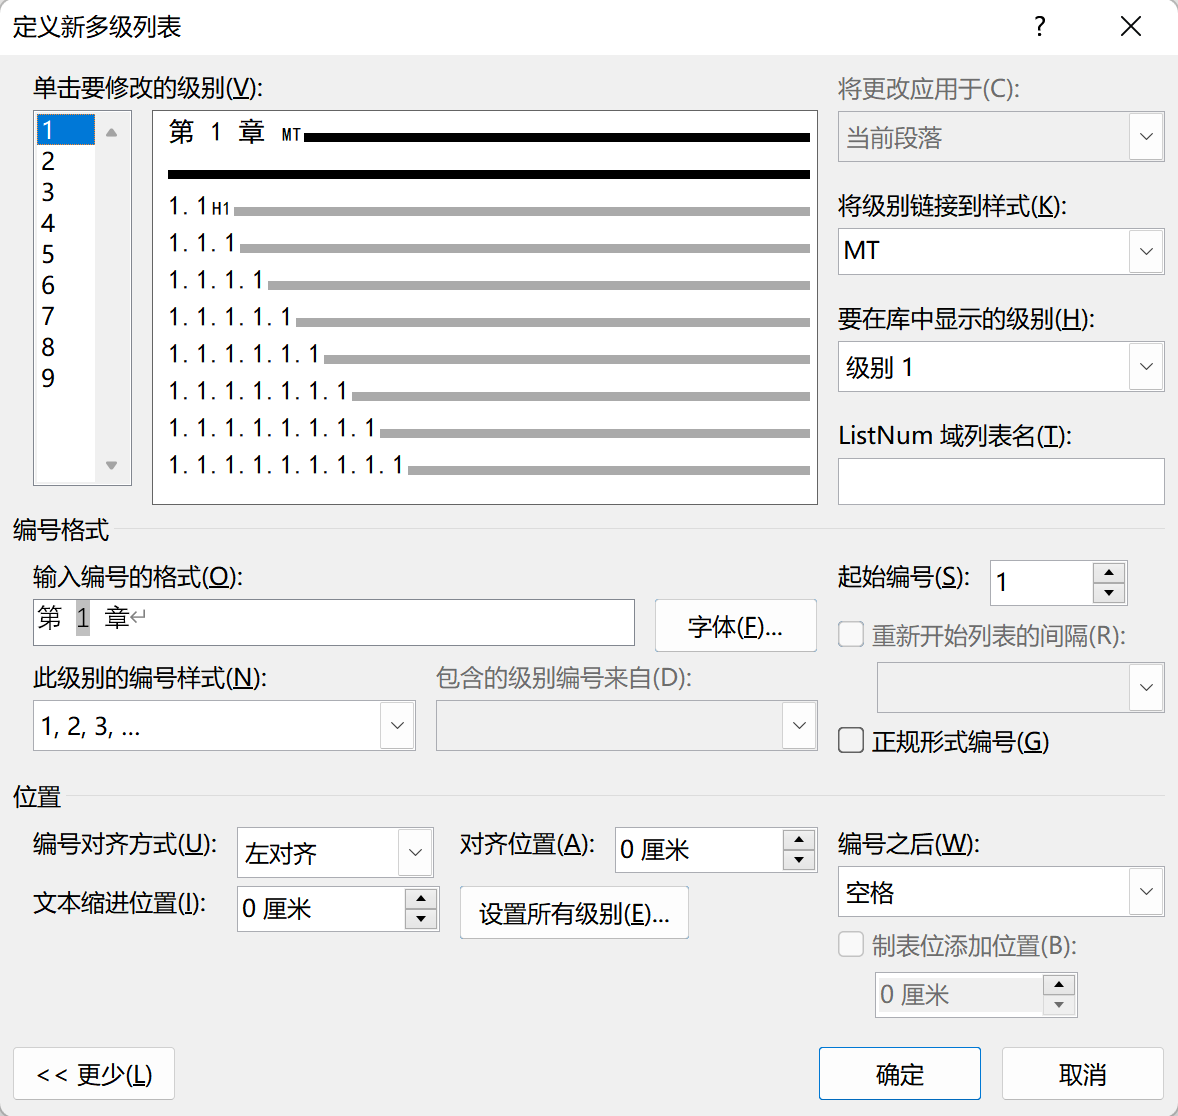 定义新多级列表
单击要修改的级别(V):
1
2
3
4
5
6
7
8
9
第 1 章 MT
1.1H1
1.1.1
1.1.1.1
1.1.1.1.1
1.1.1.1.1.1
1.1.1.1.1.1.1
1.1.1.1.1.1.1.1
1.1.1.1.1.1.1.1.1
将更改应用于(C):
当前段落
将级别链接到样式(K):
MT
要在库中显示的级别(H):
级别 1
ListNum 域列表名(T):
编号格式
输入编号的格式(O):
第 1 章↵
字体(F)...
起始编号(S):
1
重新开始列表的间隔(R):
此级别的编号样式(N):
1, 2, 3, ...
包含的级别编号来自(D):
正规形式编号(G)
位置
编号对齐方式(U):
左对齐
对齐位置(A):
0 厘米
编号之后(W):
空格
文本缩进位置(I):
0 厘米
设置所有级别(E)...
制表位添加位置(B):
0 厘米
<< 更少(L)
确定
取消